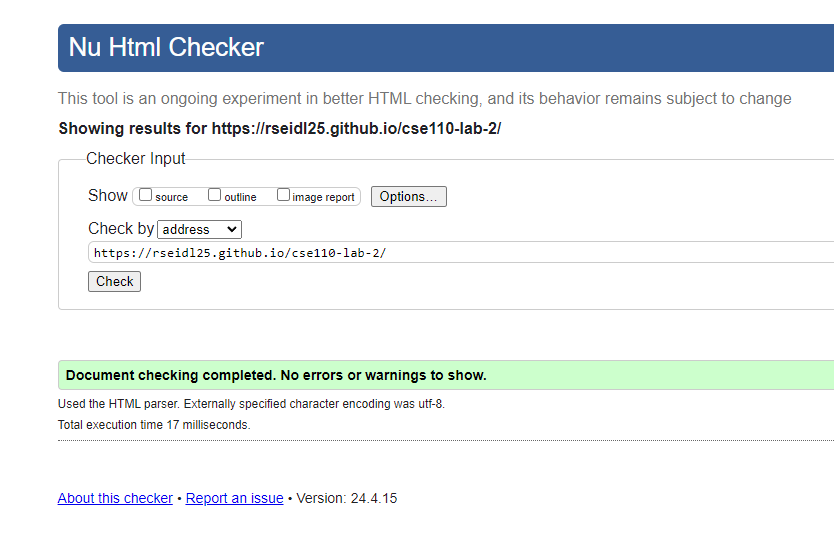 Nu Html Checker
This tool is an ongoing experiment in better HTML checking, and its behavior remains subject to change
Showing results for https://rseidl25.github.io/cse110-lab-2/
Checker Input
Show source outline image report Options...
Check by address
https://rseidl25.github.io/cse110-lab-2/
Check
Document checking completed. No errors or warnings to show.
Used the HTML parser. Externally specified character encoding was utf-8.
Total execution time 17 milliseconds.
About this checker • Report an issue • Version: 24.4.15